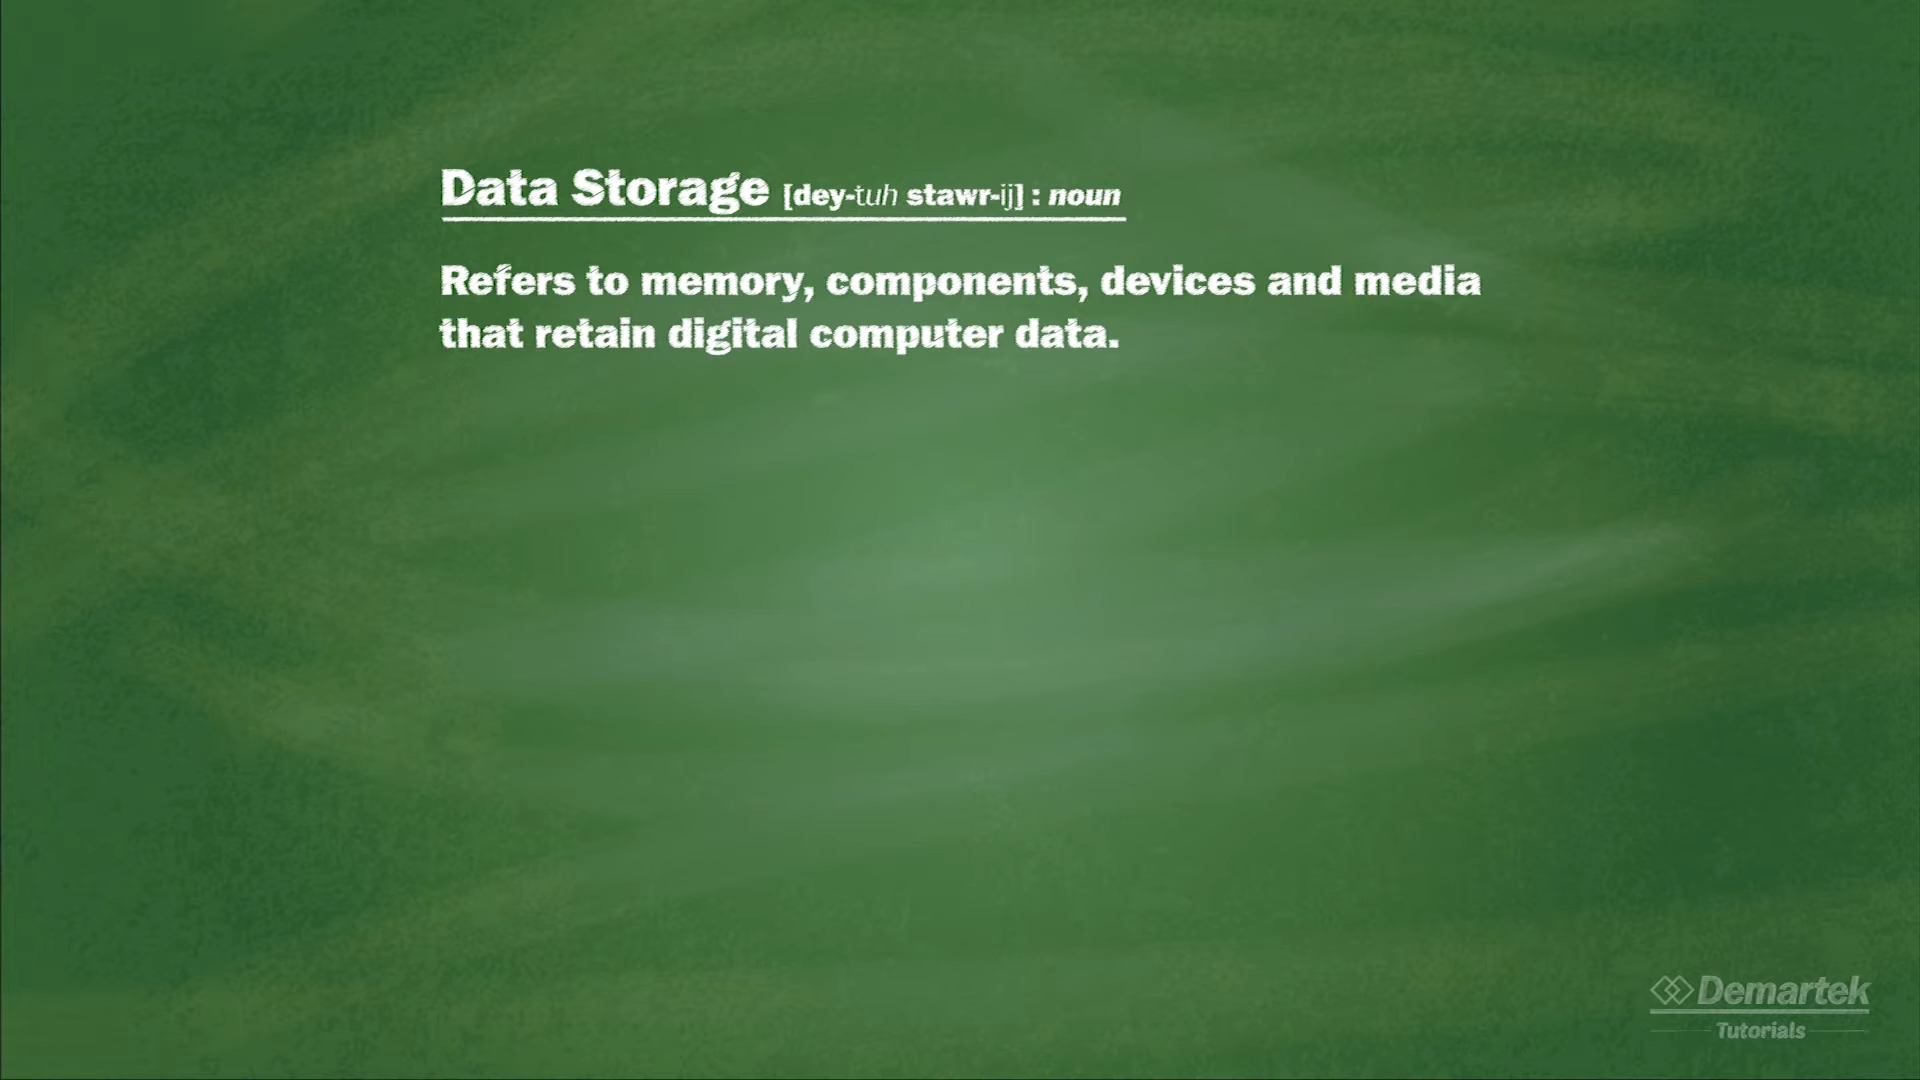 Data Storage [dey-tuh stawr-ij] : noun
Refers to memory, components, devices and media
that retain digital computer data.
Demartek
Tutorials